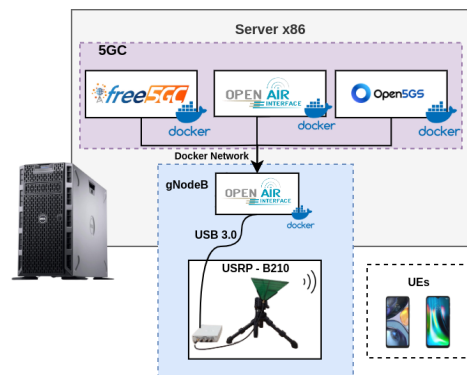 Server x86
5GC
free5GC
docker
OPEN AIR
INTERFACE
docker
Open5GS
docker
Docker Network
gNodeB
OPEN AIR
INTERFACE
docker
USB 3.0
USRP - B210
UEs